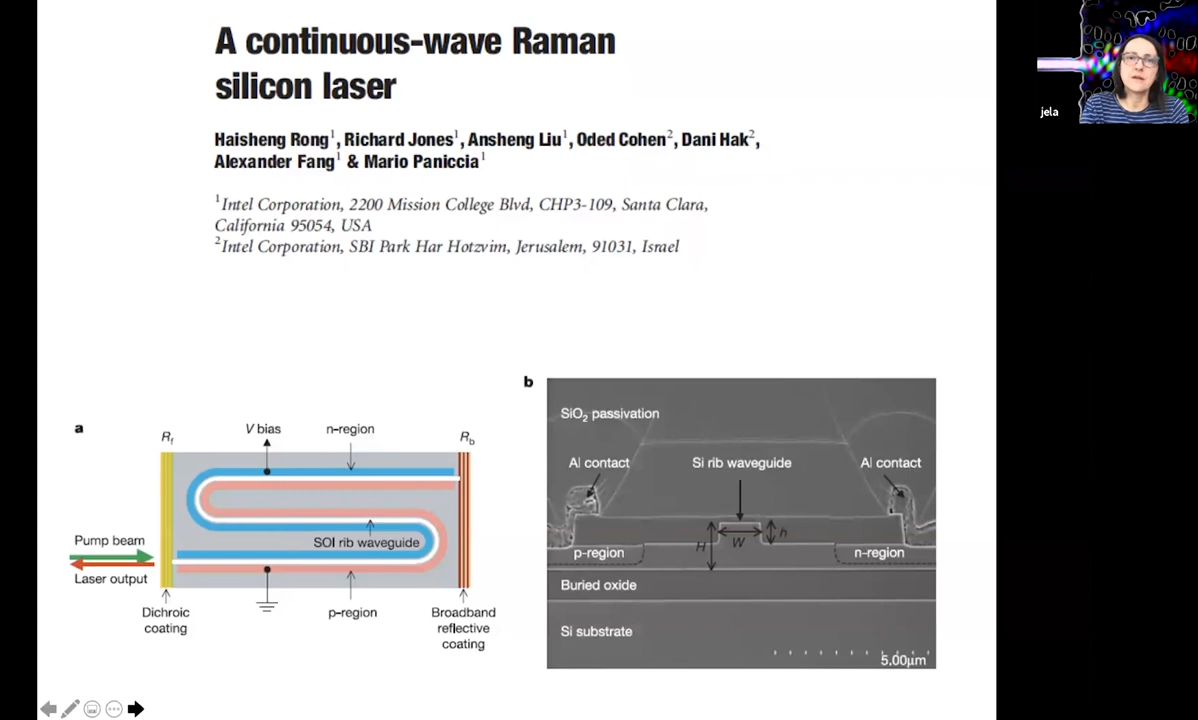 A continuous-wave Raman
silicon laser
Haisheng Rong¹, Richard Jones¹, Ansheng Liu¹, Oded Cohen², Dani Hak²,
Alexander Fang¹ & Mario Paniccia¹
¹Intel Corporation, 2200 Mission College Blvd, CHP3-109, Santa Clara,
California 95054, USA
²Intel Corporation, SBI Park Har Hotzvim, Jerusalem, 91031, Israel
jela
a
R_f
V bias
n-region
R_b
SOI rib waveguide
Pump beam
Laser output
Dichroic
coating
p-region
Broadband
reflective
coating
b
SiO₂ passivation
Al contact
Si rib waveguide
Al contact
H
W
h
p-region
n-region
Buried oxide
Si substrate
5.00µm